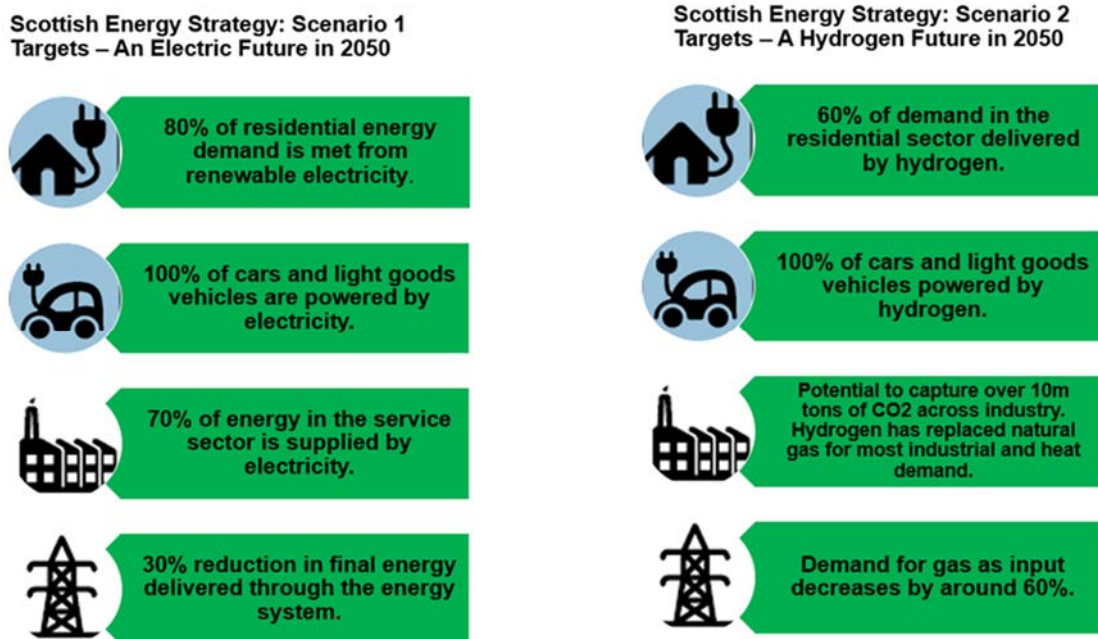 Scottish Energy Strategy: Scenario 1
Targets – An Electric Future in 2050
80% of residential energy
demand is met from
renewable electricity.
100% of cars and light goods
vehicles are powered by
electricity.
70% of energy in the service
sector is supplied by
electricity.
30% reduction in final energy
delivered through the energy
system.
Scottish Energy Strategy: Scenario 2
Targets – A Hydrogen Future in 2050
60% of demand in the
residential sector delivered
by hydrogen.
100% of cars and light goods
vehicles powered by
hydrogen.
Potential to capture over 10m
tons of CO2 across industry.
Hydrogen has replaced natural
gas for most industrial and heat
demand.
Demand for gas as input
decreases by around 60%.